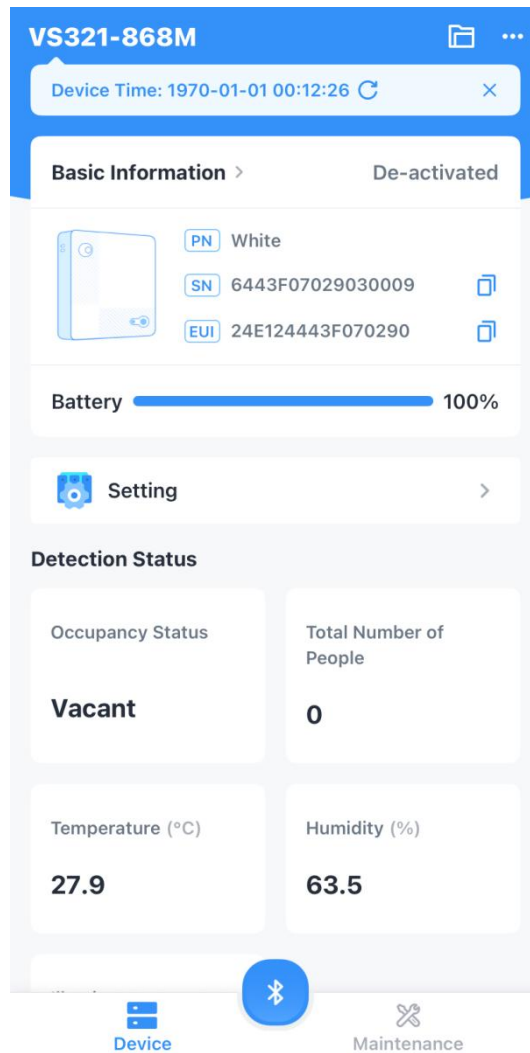 VS321-868M
Device Time: 1970-01-01 00:12:26
Basic Information
De-activated
PN White
SN 6443F07029030009
EUI 24E124443F070290
Battery 100%
Setting
Detection Status
Occupancy Status
Vacant
Total Number of
People
0
Temperature (°C)
27.9
Humidity (%)
63.5
Device
Maintenance